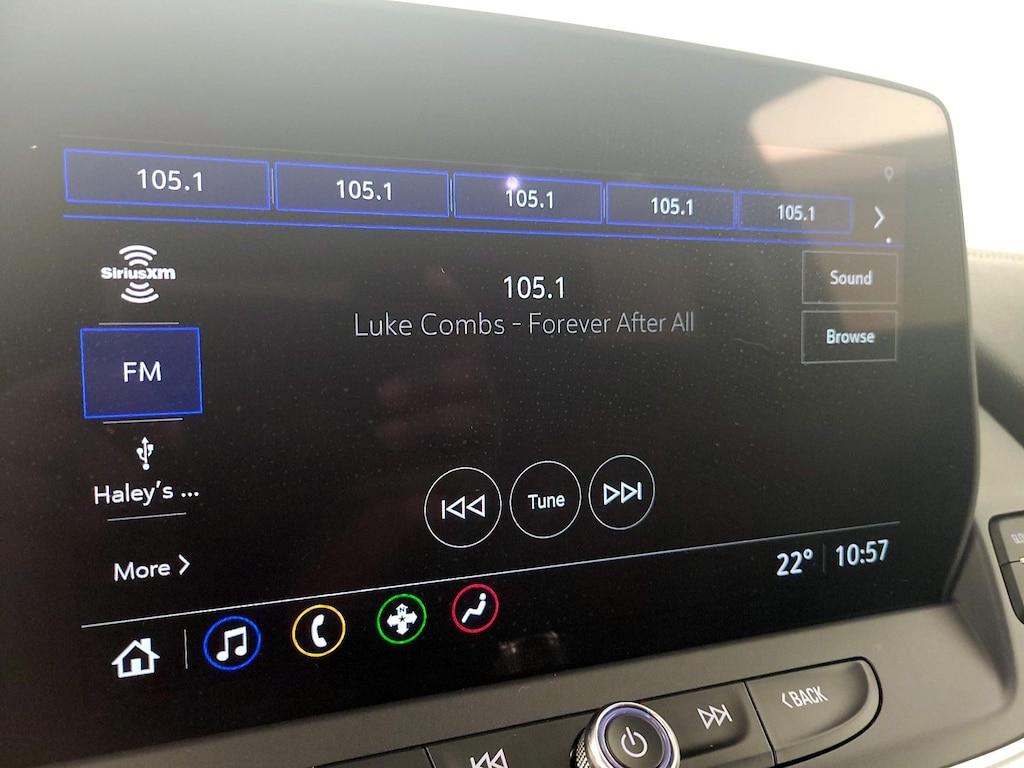 105.1 105.1 105.1 105.1 105.1
SiriusXM
105.1
Luke Combs - Forever After All
Sound
Browse
FM
Haley's ...
Tune
More
22° 10:57
N
BACK